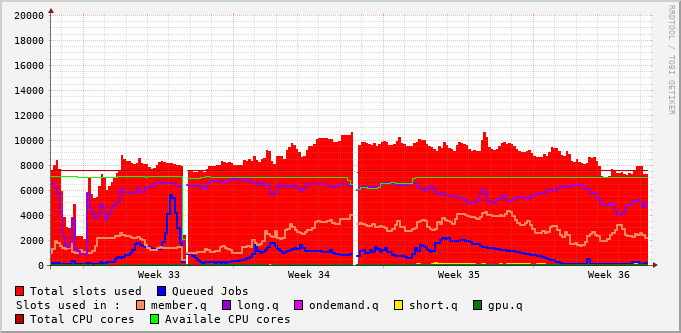 20000
18000
16000
14000
12000
10000
8000
6000
4000
2000
0
Week 33 Week 34 Week 35 Week 36
RRDTOOL / TOBI OETIKER
Total slots used Queued Jobs
Slots used in : member.q long.q ondemand.q short.q gpu.q
Total CPU cores Availale CPU cores